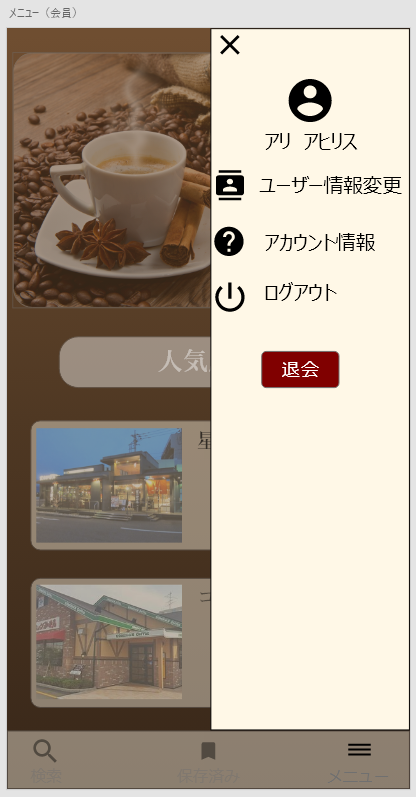 メニュー（会員）
アリ　アヒリス
ユーザー情報変更
アカウント情報
ログアウト
退会
人気
検索
保存済み
メニュー